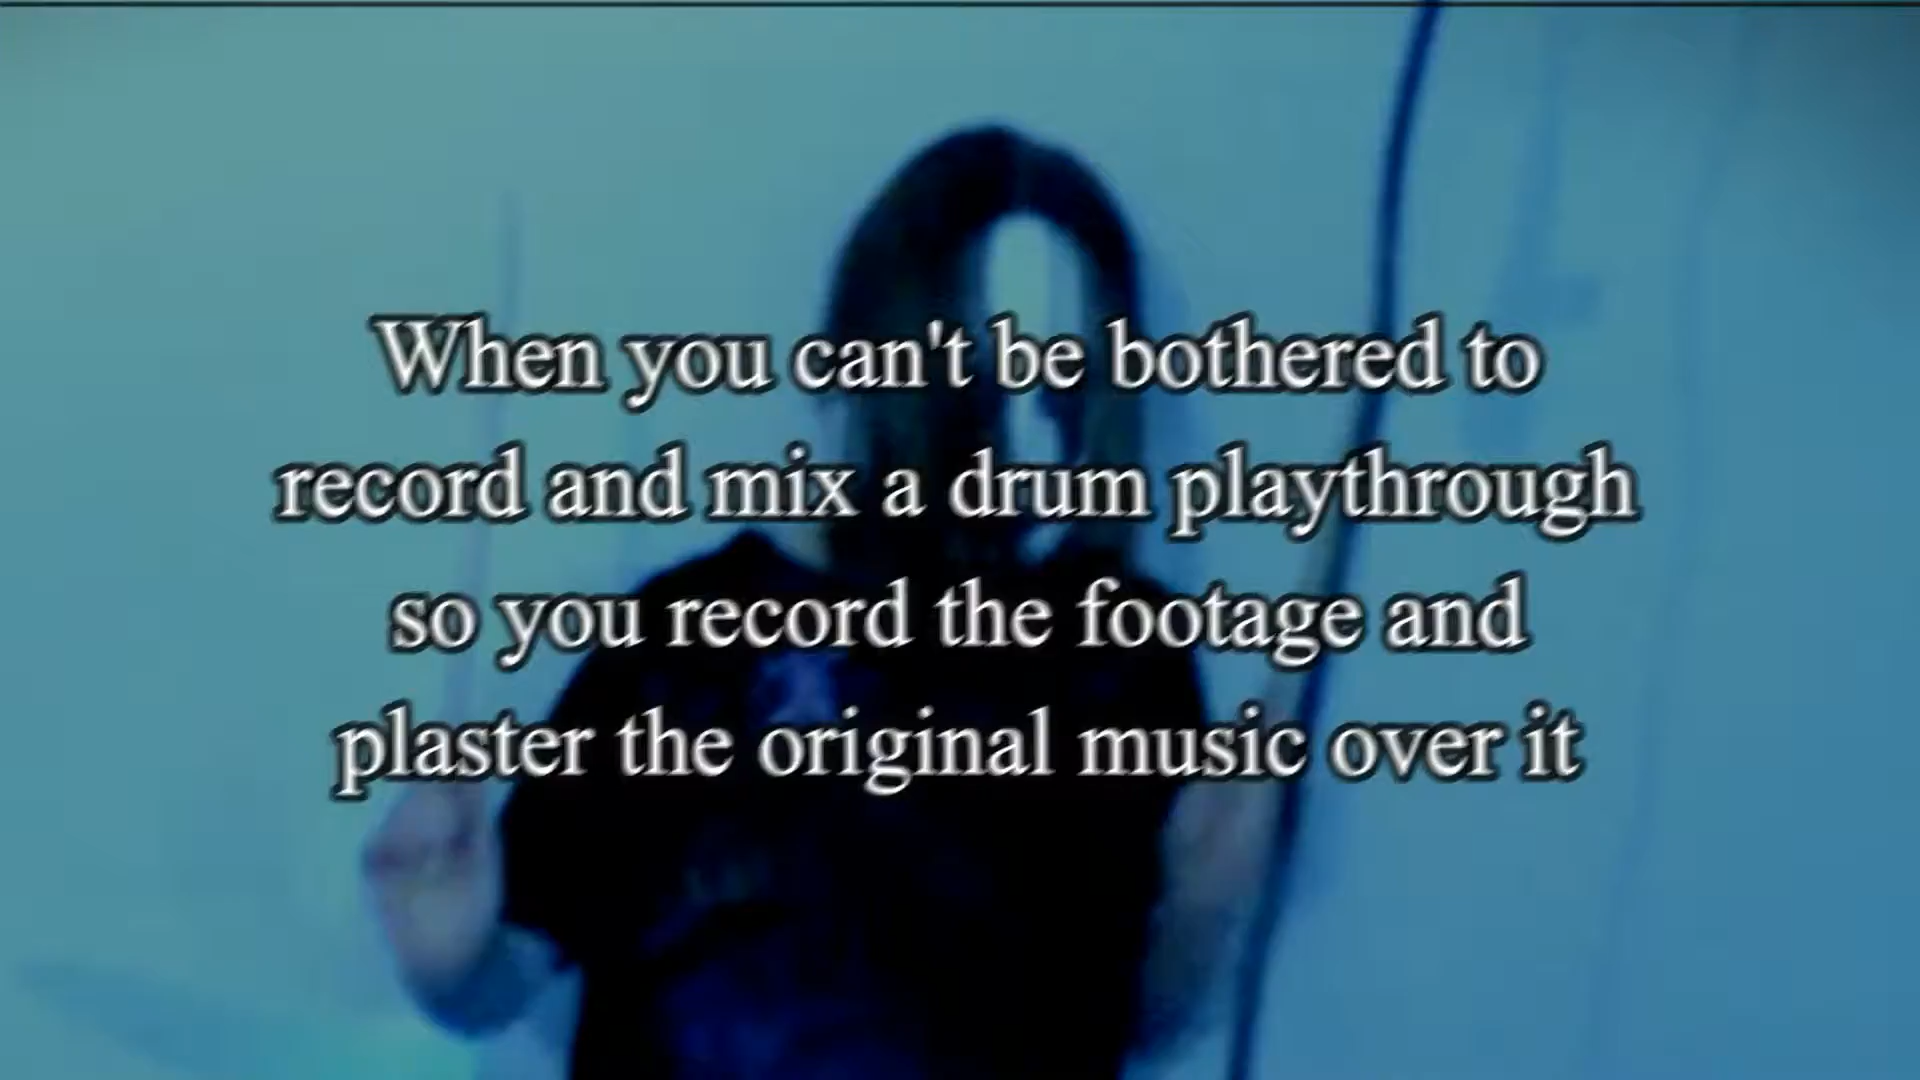 When you can't be bothered to
record and mix a drum playthrough
so you record the footage and
plaster the original music over it